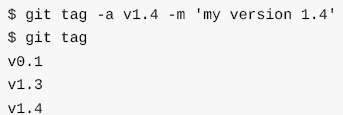 $ git tag -a v1.4 -m 'my version 1.4'
$ git tag
v0.1
v1.3
v1.4